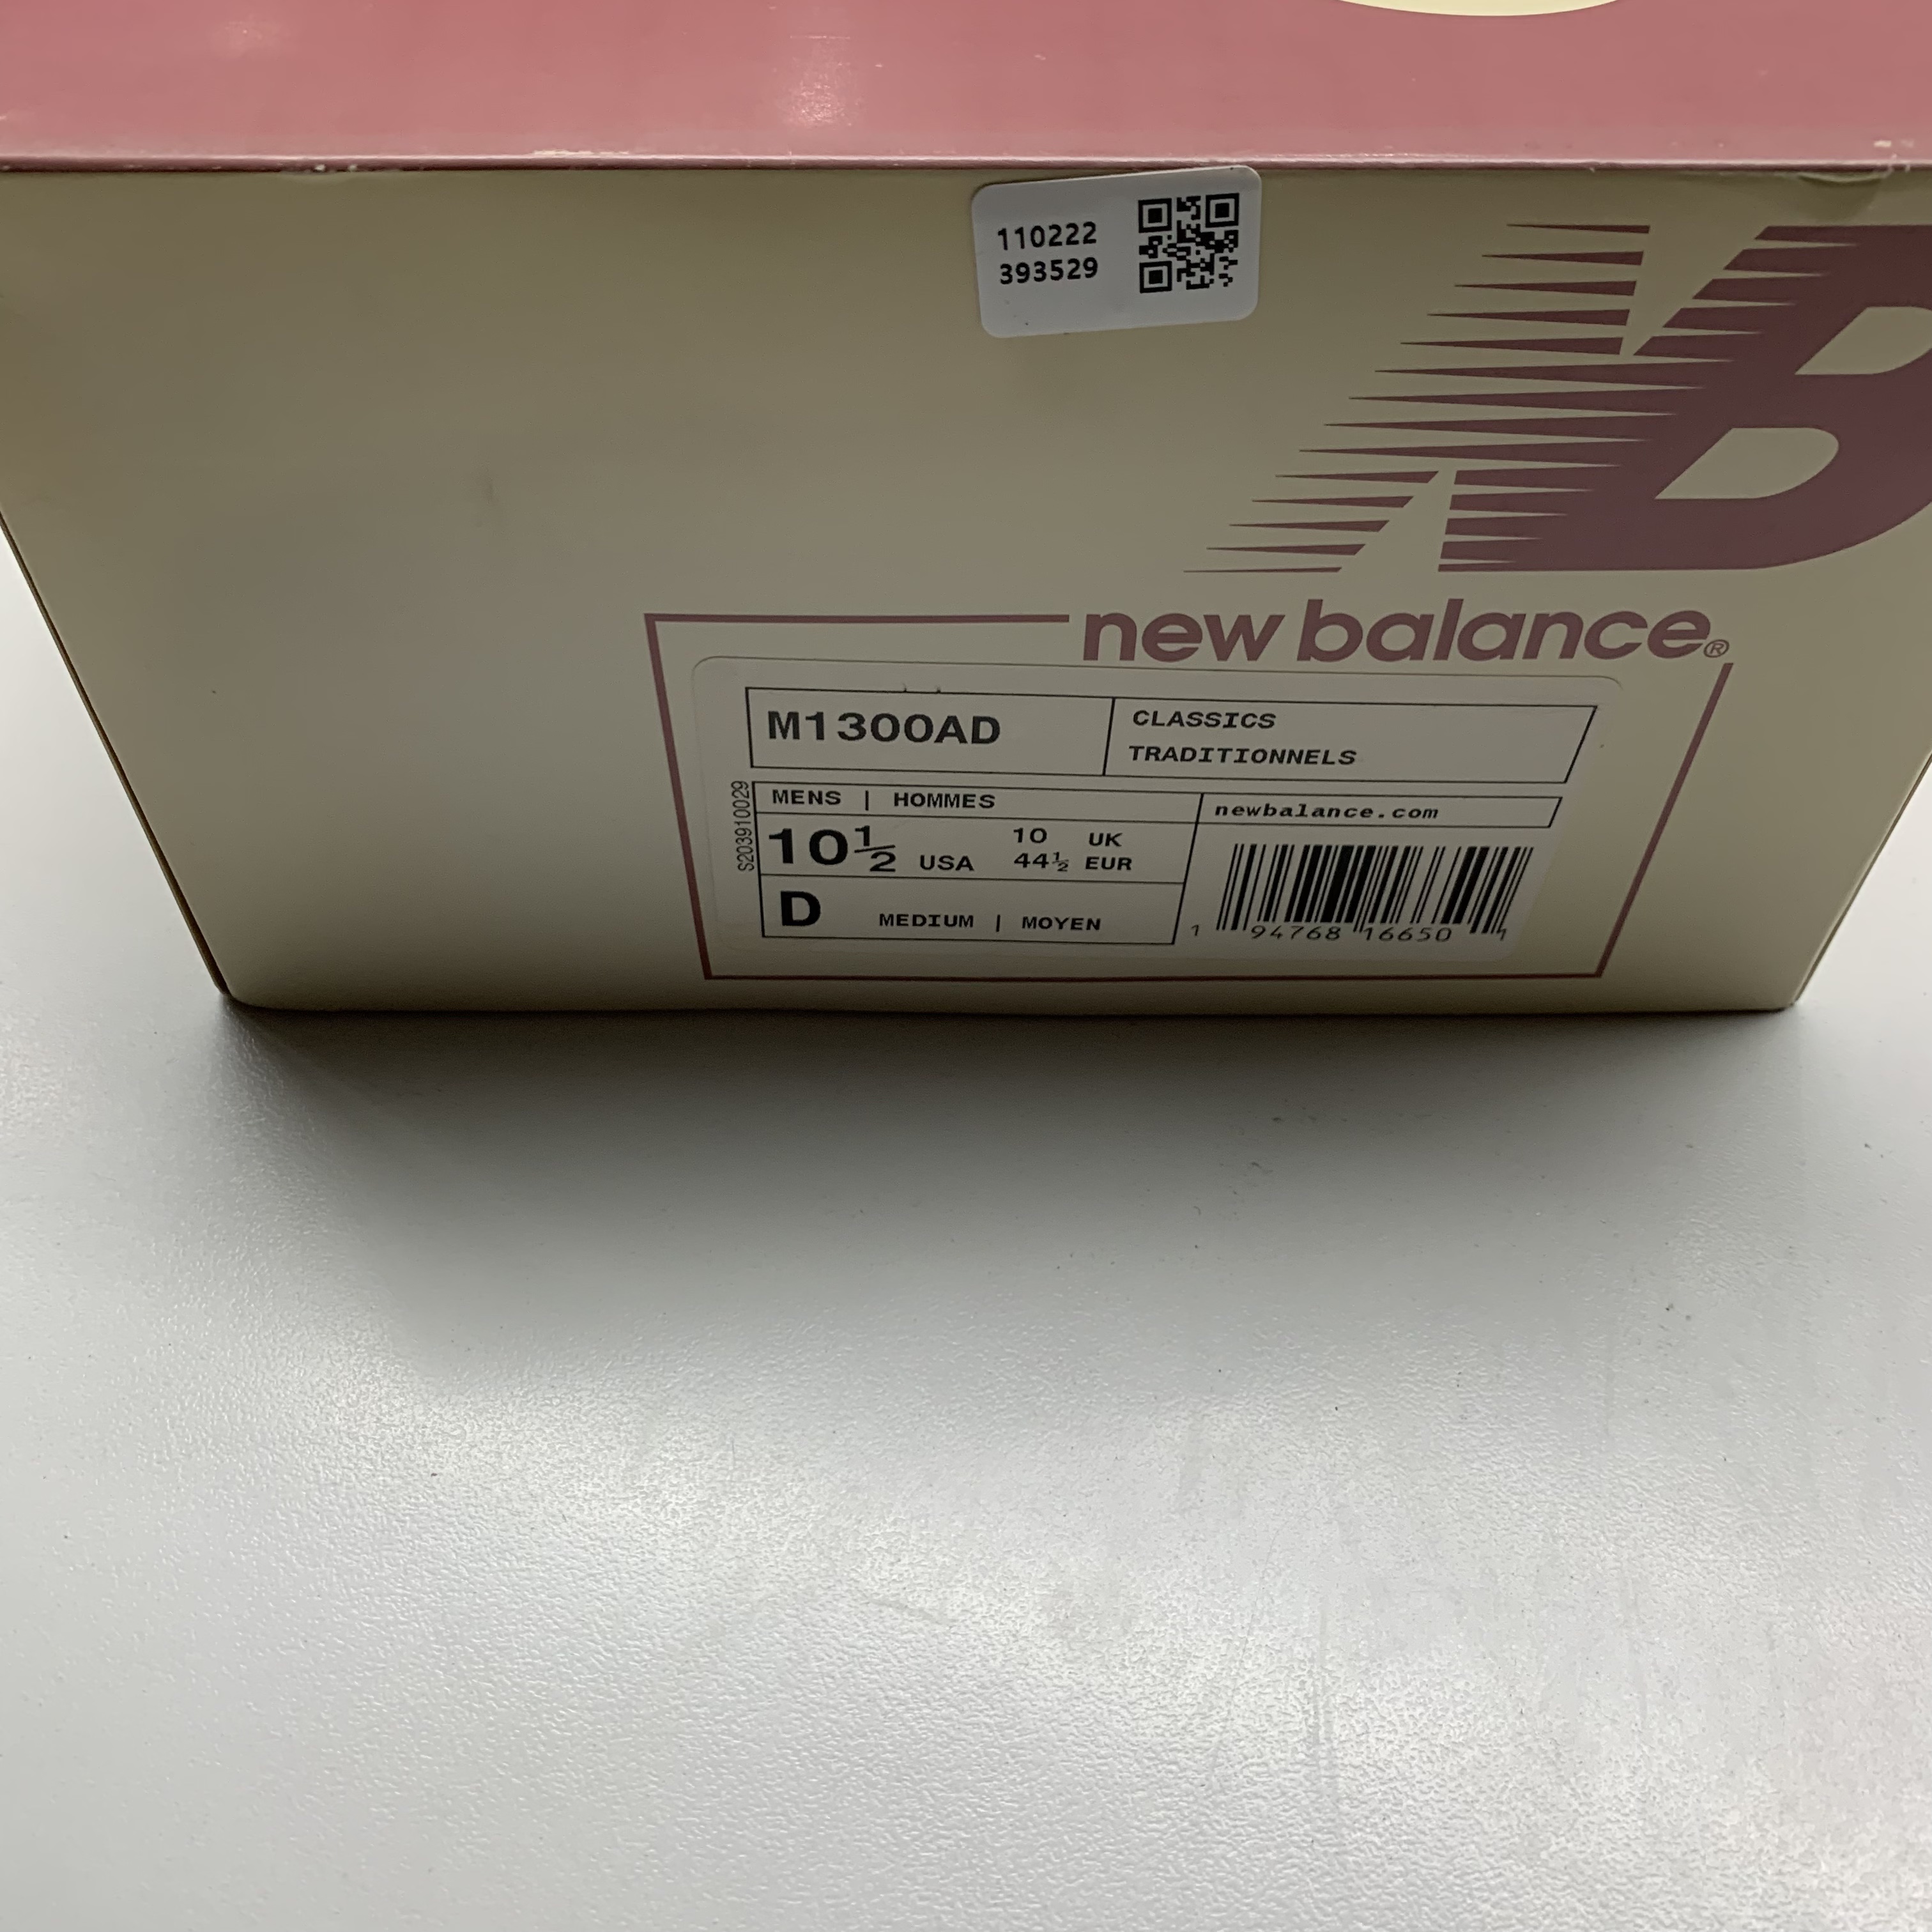 110222
393529
B
new balance®
M1300AD
CLASSICS
TRADITIONNELS
S203910029
MENS | HOMMES
newbalance.com
10½ USA
10 UK
44½ EUR
D MEDIUM | MOYEN
1 94768 16650 1